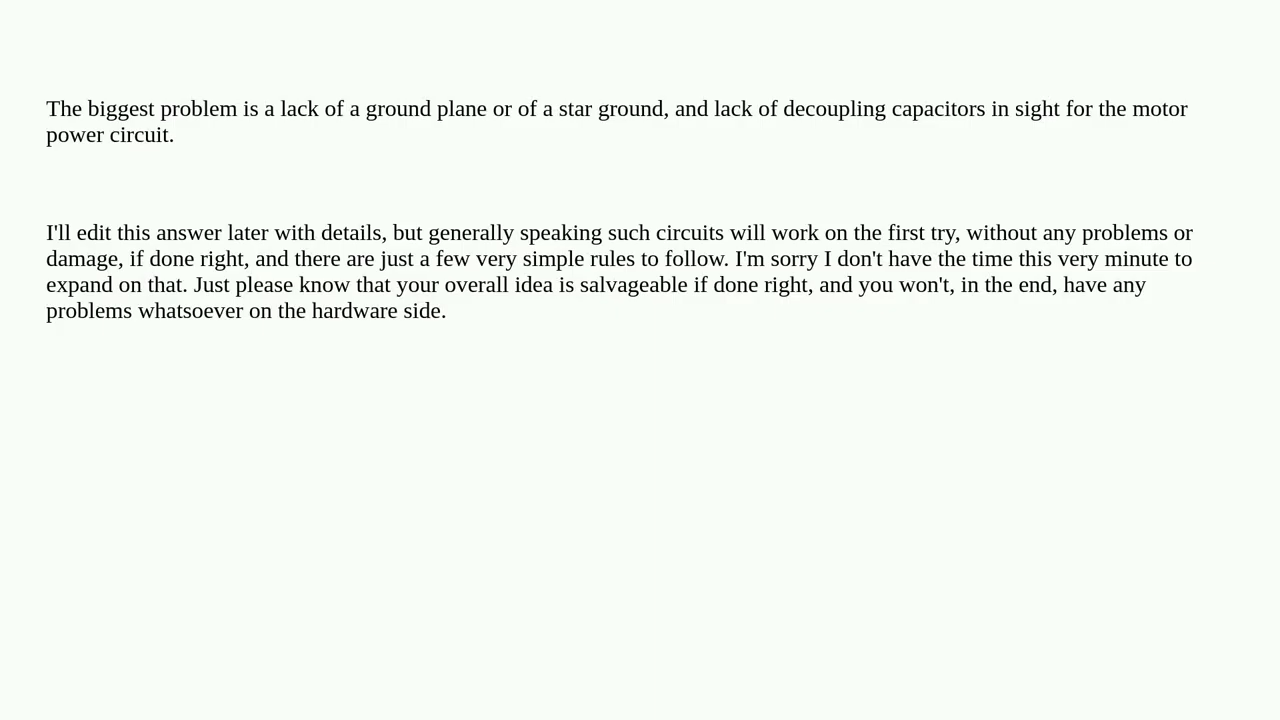 The biggest problem is a lack of a ground plane or of a star ground, and lack of decoupling capacitors in sight for the motor
power circuit.
I'll edit this answer later with details, but generally speaking such circuits will work on the first try, without any problems or
damage, if done right, and there are just a few very simple rules to follow. I'm sorry I don't have the time this very minute to
expand on that. Just please know that your overall idea is salvageable if done right, and you won't, in the end, have any
problems whatsoever on the hardware side.